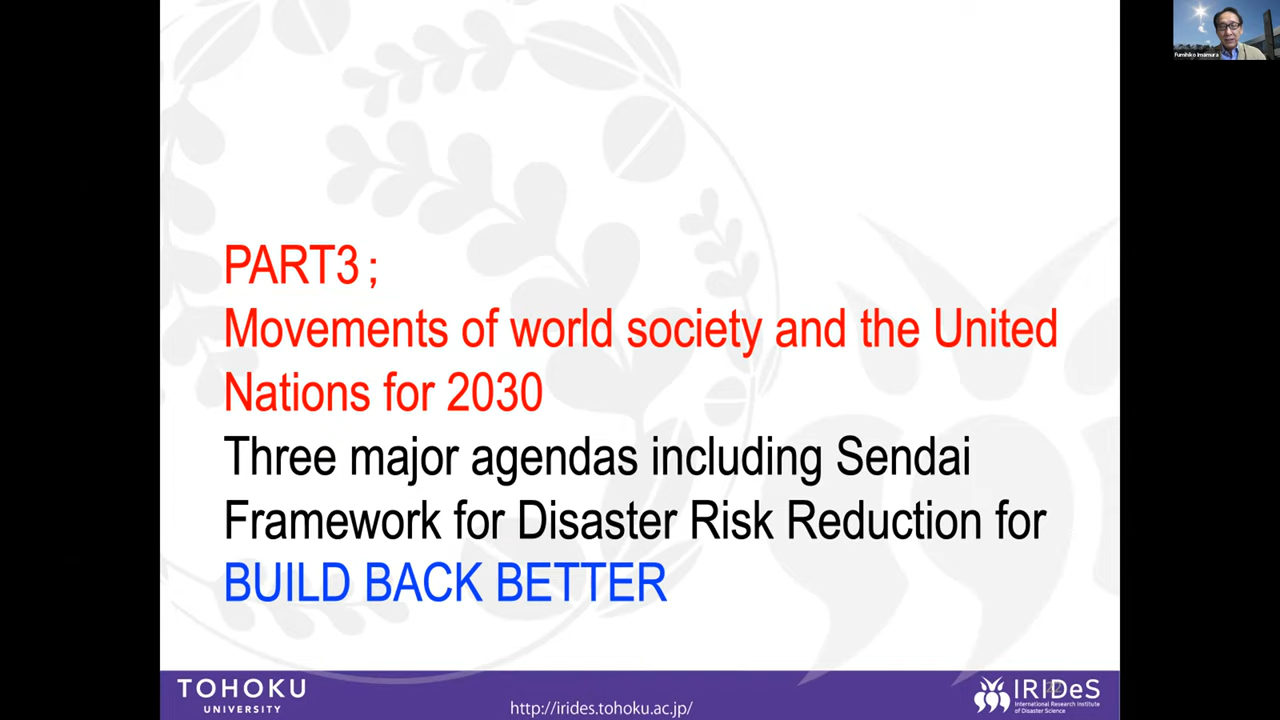 Fumihiko Imamura
PART3 ;
Movements of world society and the United
Nations for 2030
Three major agendas including Sendai
Framework for Disaster Risk Reduction for
BUILD BACK BETTER
TOHOKU
UNIVERSITY
http://irides.tohoku.ac.jp/
IRIDeS
International Research Institute
of Disaster Science